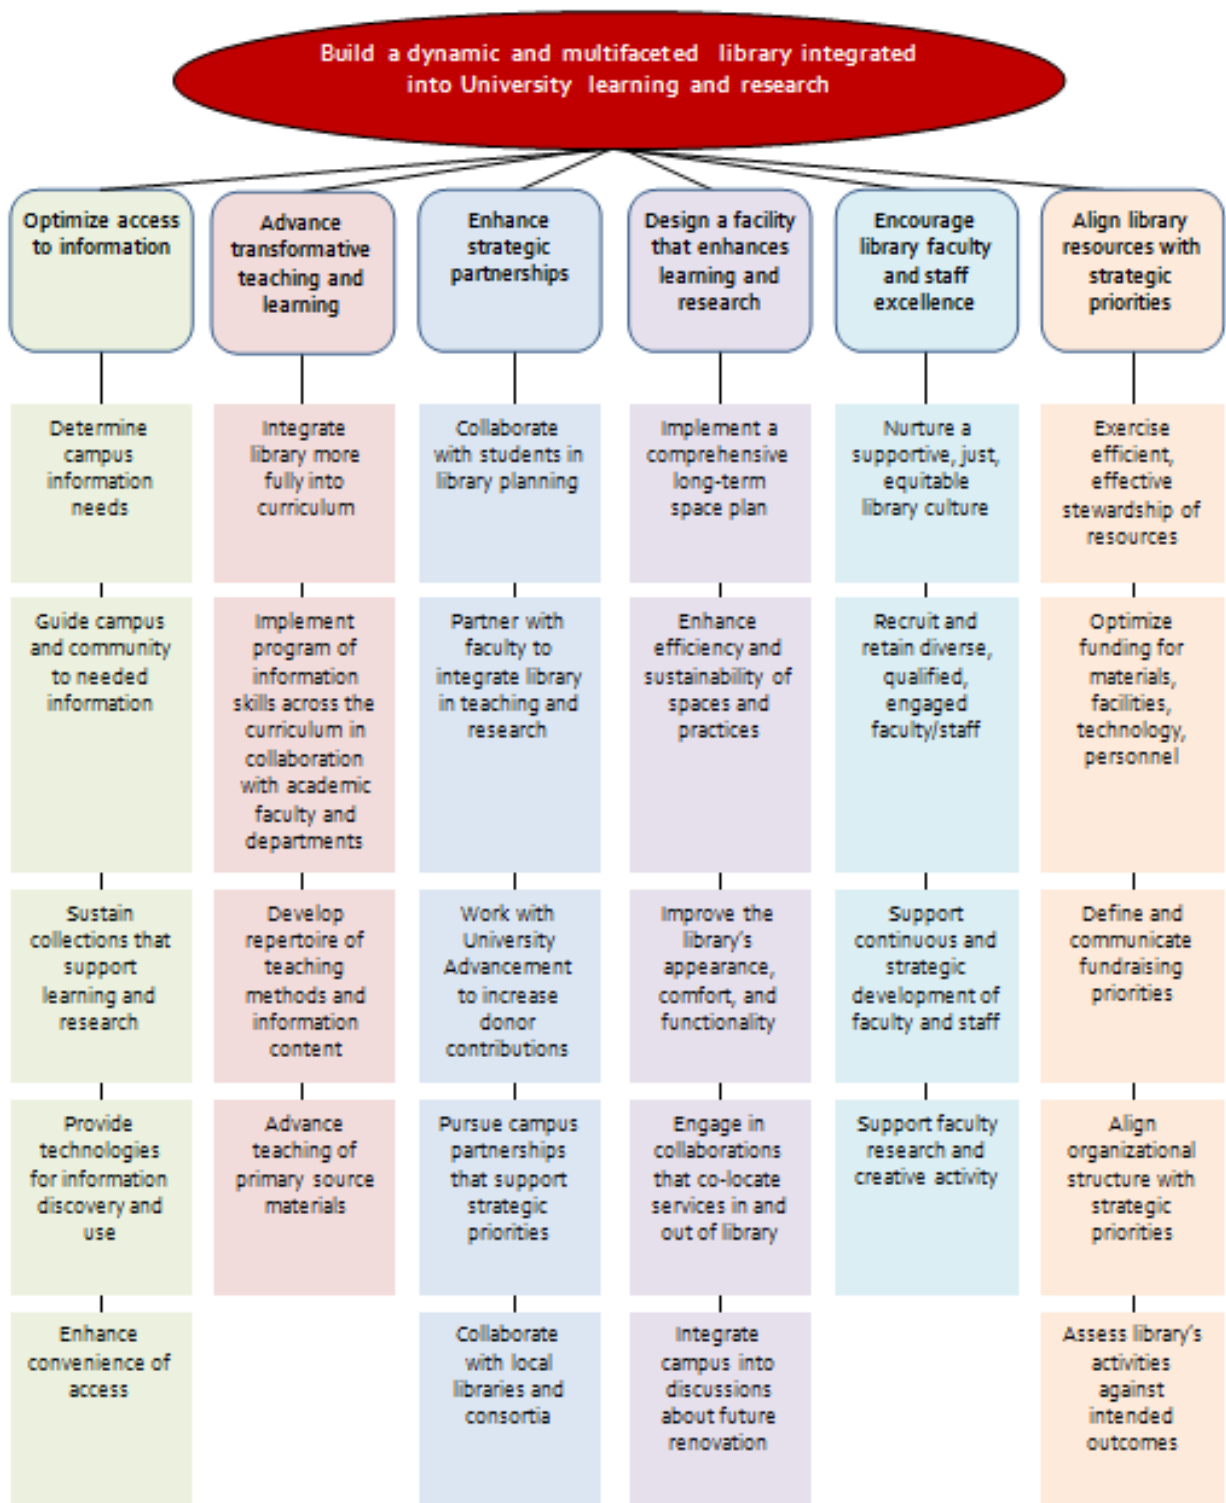 Build a dynamic and multifaceted library integrated
into University learning and research
Optimize access
to information
Advance
transformative
teaching and
learning
Enhance
strategic
partnerships
Design a facility
that enhances
learning and
research
Encourage
library faculty
and staff
excellence
Align library
resources with
strategic
priorities
Determine
campus
information
needs
Integrate
library more
fully into
curriculum
Collaborate
with students in
library planning
Implement a
comprehensive
long-term
space plan
Nurture a
supportive, just,
equitable
library culture
Exercise
efficient,
effective
stewardship of
resources
Guide campus
and community
to needed
information
Implement
program of
information
skills across the
curriculum in
collaboration
with academic
faculty and
departments
Partner with
faculty to
integrate library
in teaching and
research
Enhance
efficiency and
sustainability of
spaces and
practices
Recruit and
retain diverse,
qualified,
engaged
faculty/staff
Optimize
funding for
materials,
facilities,
technology,
personnel
Sustain
collections that
support
learning and
research
Develop
repertoire of
teaching
methods and
information
content
Work with
University
Advancement
to increase
donor
contributions
Improve the
library's
appearance,
comfort, and
functionality
Support
continuous and
strategic
development of
faculty and staff
Define and
communicate
fundraising
priorities
Provide
technologies
for information
discovery and
use
Advance
teaching of
primary source
materials
Pursue campus
partnerships
that support
strategic
priorities
Engage in
collaborations
that co-locate
services in and
out of library
Support faculty
research and
creative activity
Align
organizational
structure with
strategic
priorities
Enhance
convenience of
access
Collaborate
with local
libraries and
consortia
Integrate
campus into
discussions
about future
renovation
Assess library's
activities
against
intended
outcomes